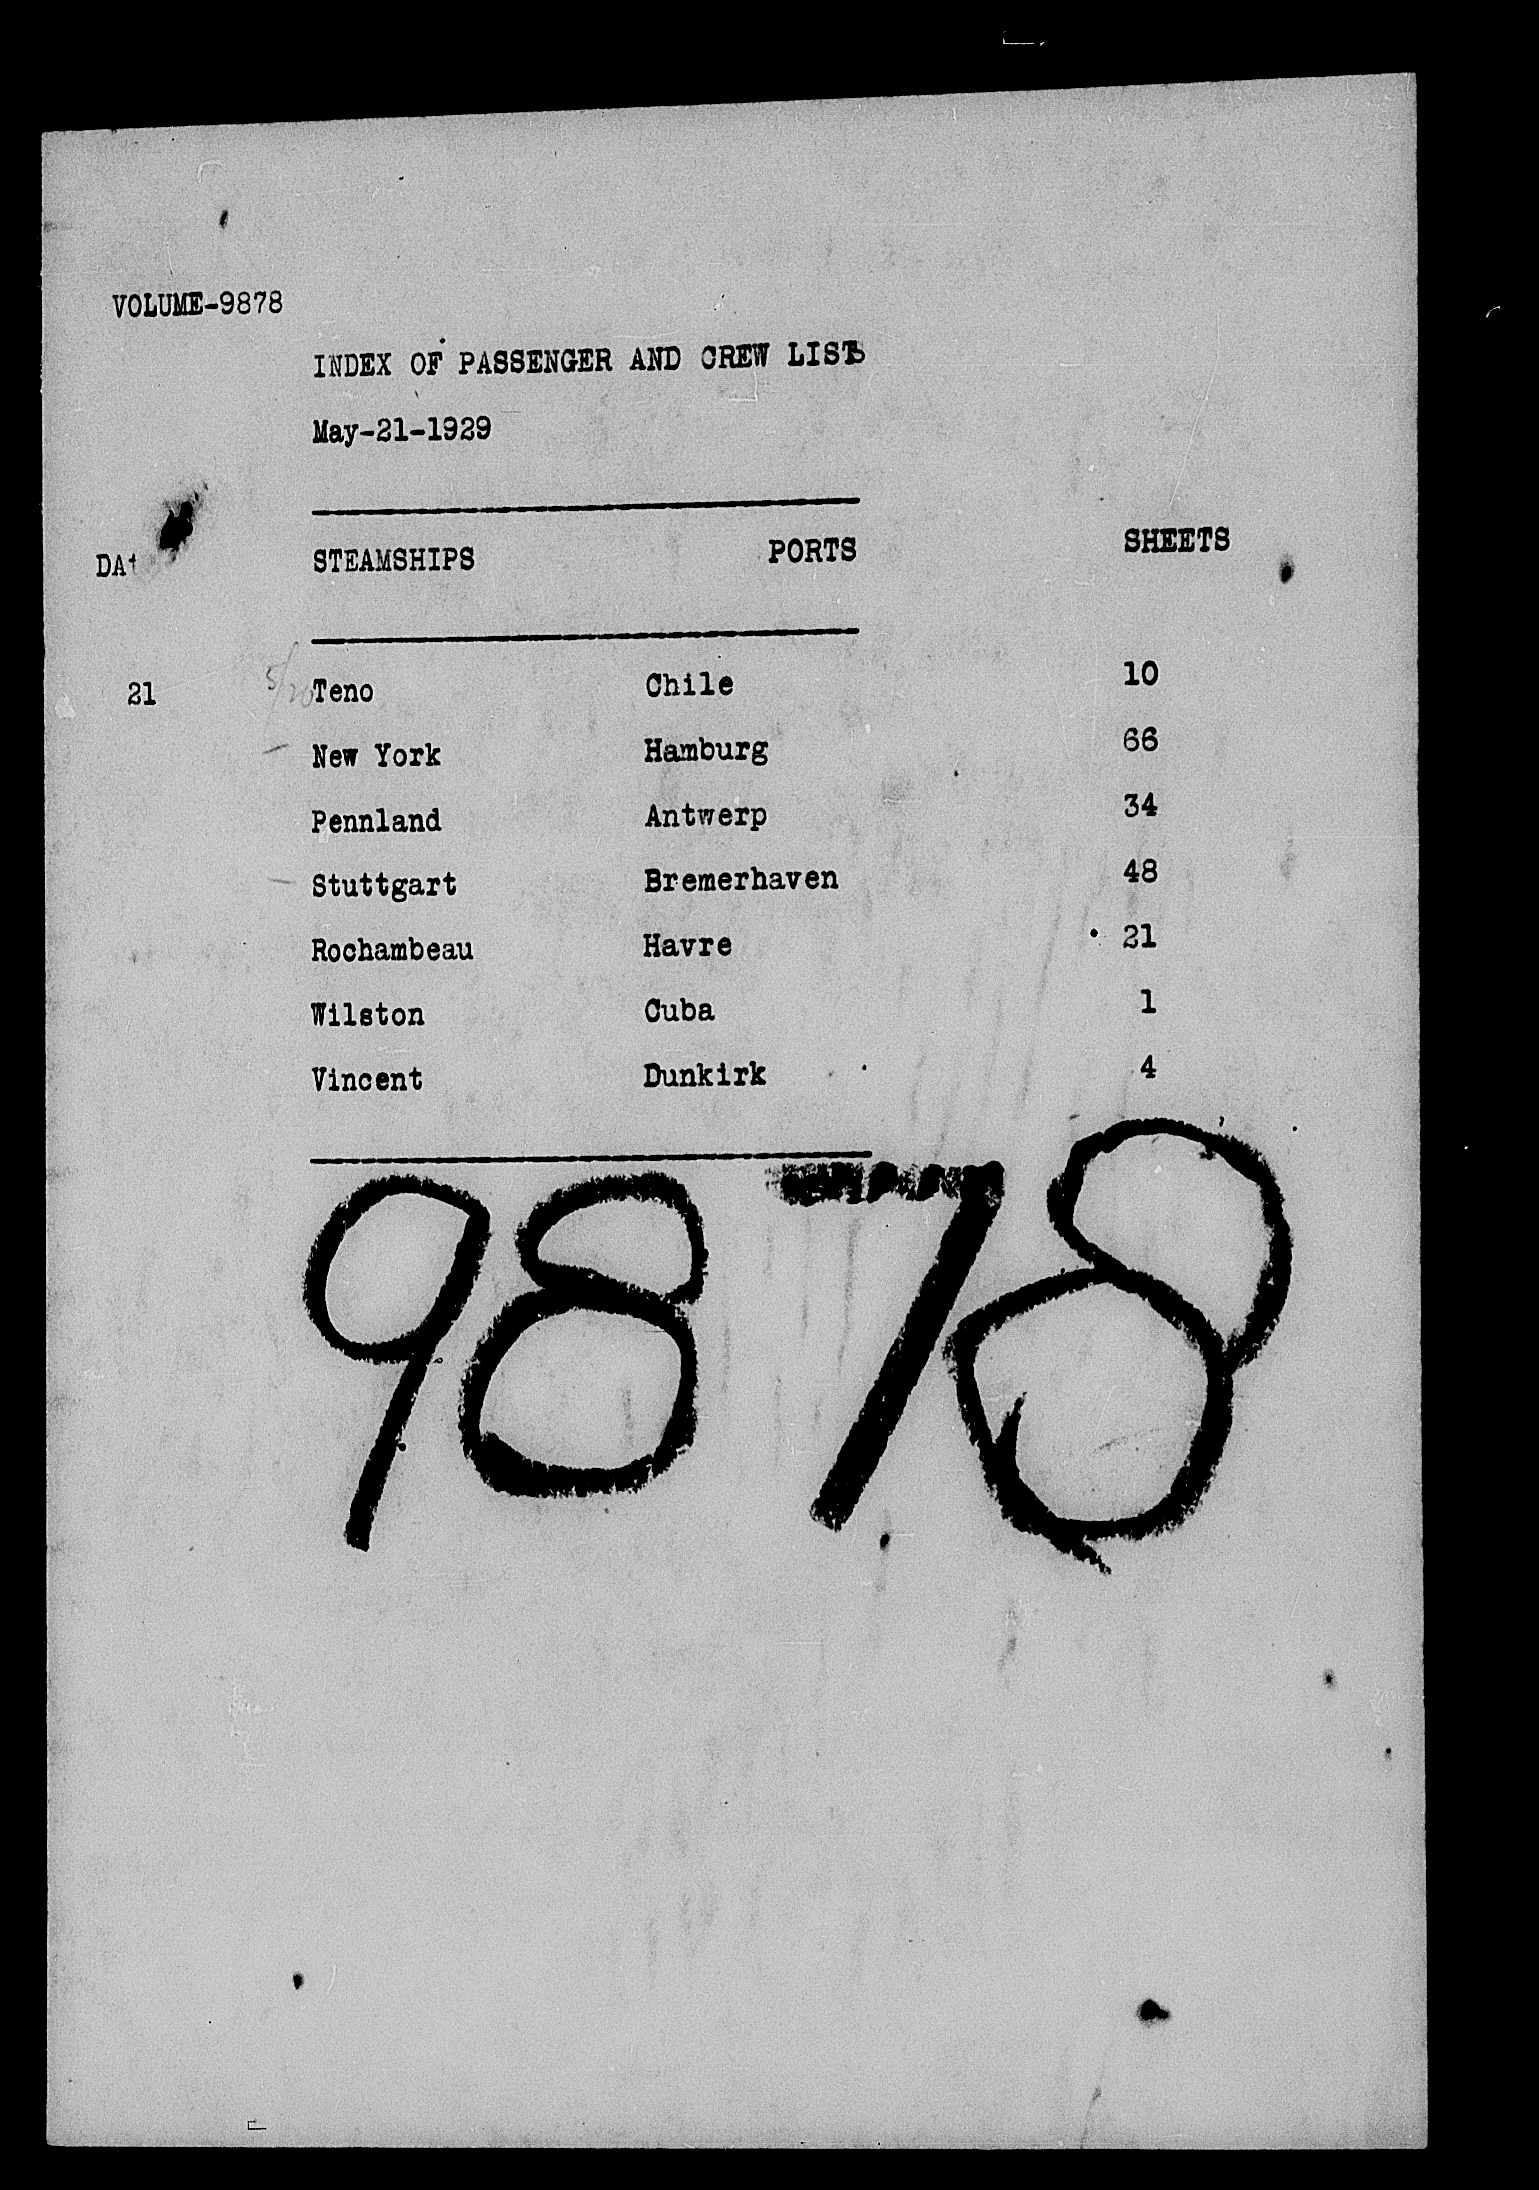 VOLUME-9878
INDEX OF PASSENGER AND CREW LISTS
May-21-1929
STEAMSHIPS PORTS SHEETS
21 5/20 Teno Chile 10
New York Hamburg 66
Pennland Antwerp 34
Stuttgart Bremerhaven 48
Rochambeau Havre 21
Wilston Cuba 1
Vincent Dunkirk 4
9878